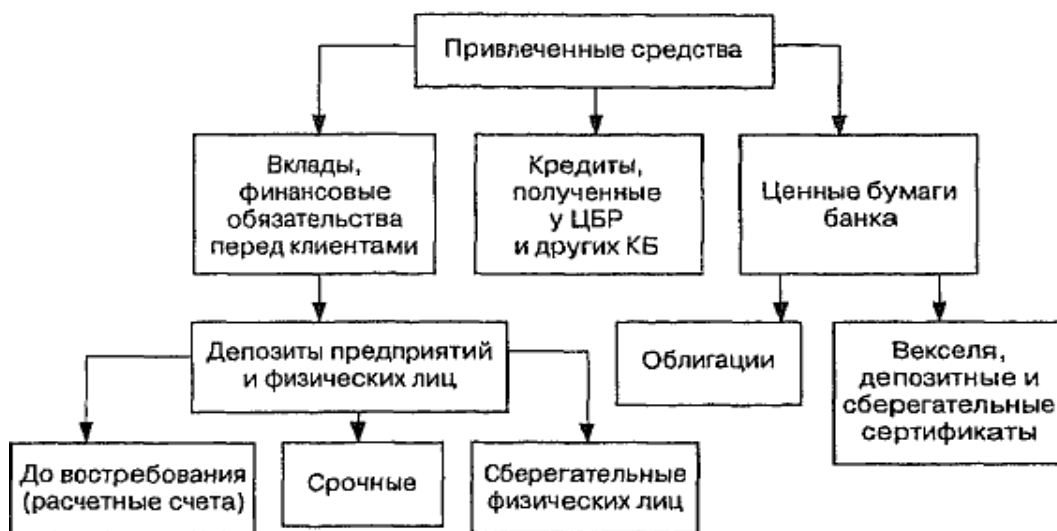 Привлеченные средства
Вклады,
финансовые
обязательства
перед клиентами
Кредиты,
полученные
у ЦБР
и других КБ
Ценные бумаги
банка
Депозиты предприятий
и физических лиц
Облигации
Векселя,
депозитные и
сберегательные
сертификаты
До востребования
(расчетные счета)
Срочные
Сберегательные
физических лиц